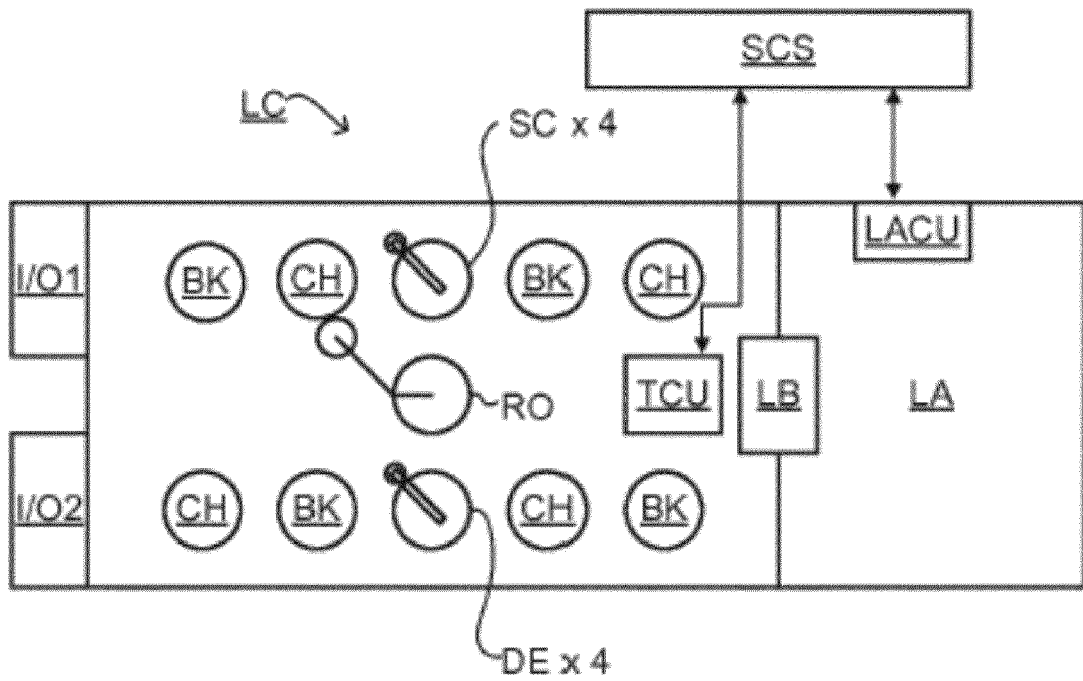 SCS
LC
SC x 4
LACU
I/O1
BK
CH
BK
CH
TCU
LB
LA
RO
I/O2
CH
BK
CH
BK
DE x 4